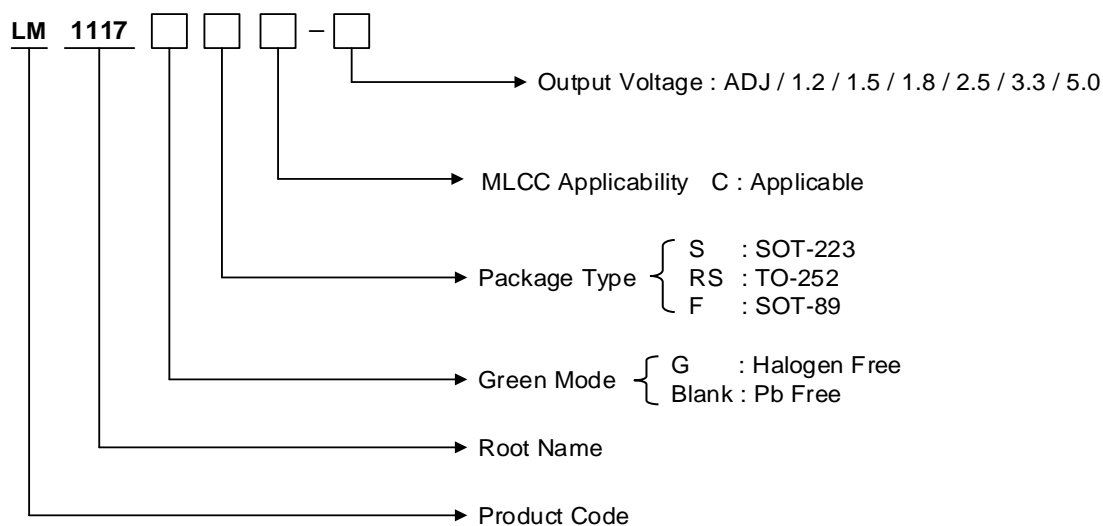 LM 1117 –
Output Voltage : ADJ / 1.2 / 1.5 / 1.8 / 2.5 / 3.3 / 5.0
MLCC Applicability C : Applicable
Package Type
S : SOT-223
RS : TO-252
F : SOT-89
Green Mode
G : Halogen Free
Blank : Pb Free
Root Name
Product Code